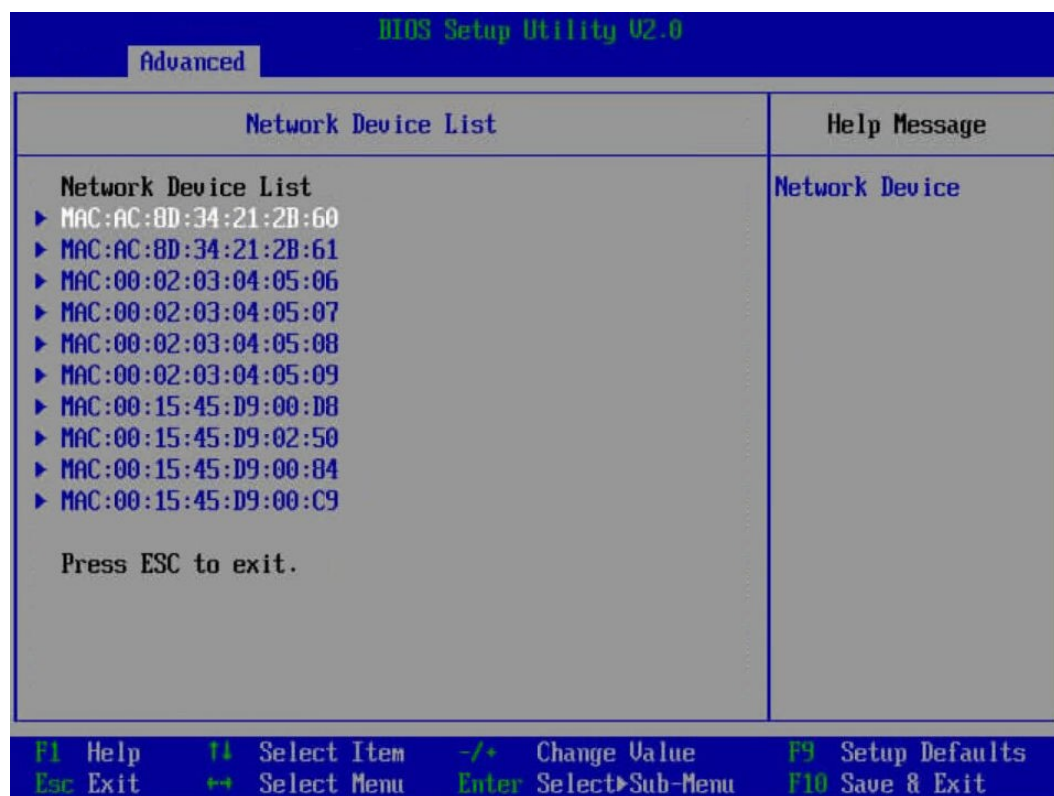 BIOS Setup Utility V2.0
Advanced
Network Device List
Help Message
Network Device List
Network Device
▶ MAC:AC:8D:34:21:2B:60
▶ MAC:AC:8D:34:21:2B:61
▶ MAC:00:02:03:04:05:06
▶ MAC:00:02:03:04:05:07
▶ MAC:00:02:03:04:05:08
▶ MAC:00:02:03:04:05:09
▶ MAC:00:15:45:D9:00:D8
▶ MAC:00:15:45:D9:02:50
▶ MAC:00:15:45:D9:00:84
▶ MAC:00:15:45:D9:00:C9
Press ESC to exit.
F1 Help ↑↓ Select Item -/+ Change Value F9 Setup Defaults
Esc Exit ←→ Select Menu Enter Select▶Sub-Menu F10 Save & Exit